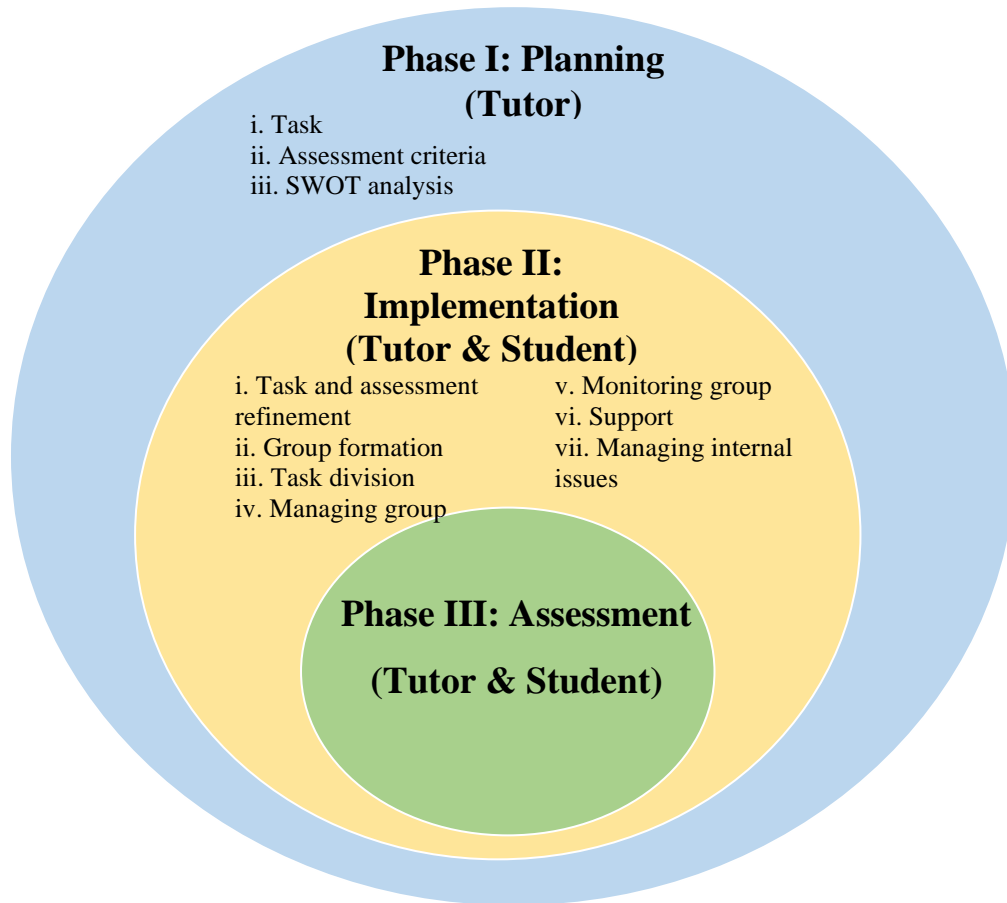 Phase I: Planning
(Tutor)
i. Task
ii. Assessment criteria
iii. SWOT analysis
Phase II:
Implementation
(Tutor & Student)
i. Task and assessment
refinement
ii. Group formation
iii. Task division
iv. Managing group
v. Monitoring group
vi. Support
vii. Managing internal
issues
Phase III: Assessment
(Tutor & Student)